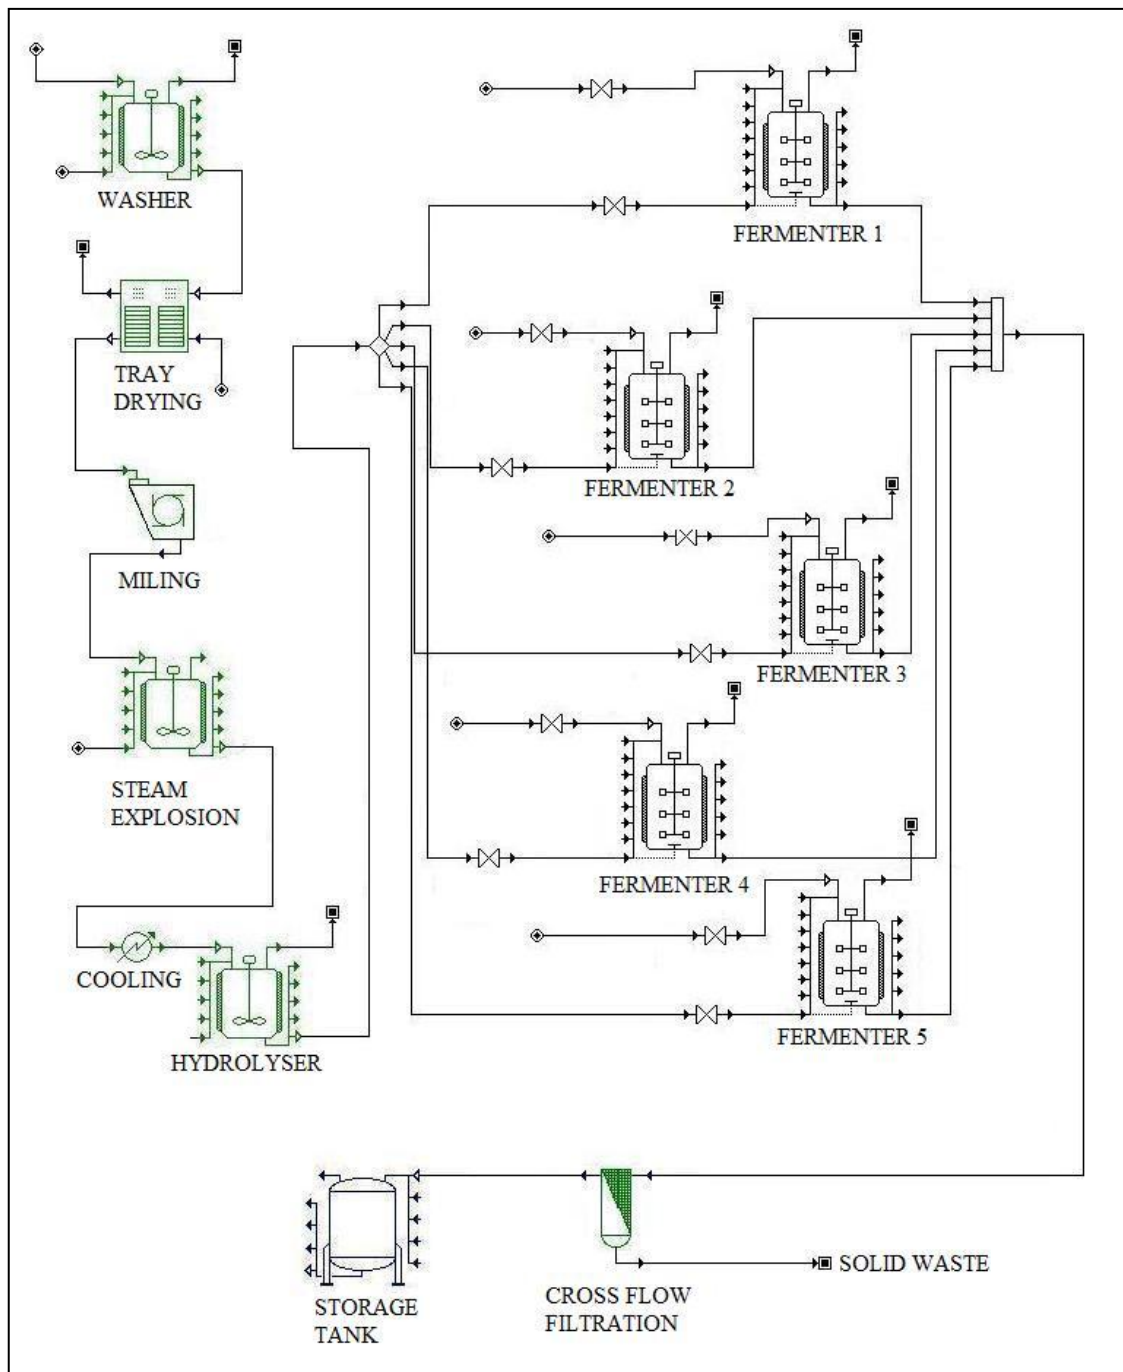 WASHER
TRAY
DRYING
MILING
STEAM
EXPLOSION
COOLING
HYDROLYSER
FERMENTER 1
FERMENTER 2
FERMENTER 3
FERMENTER 4
FERMENTER 5
STORAGE
TANK
CROSS FLOW
FILTRATION
SOLID WASTE